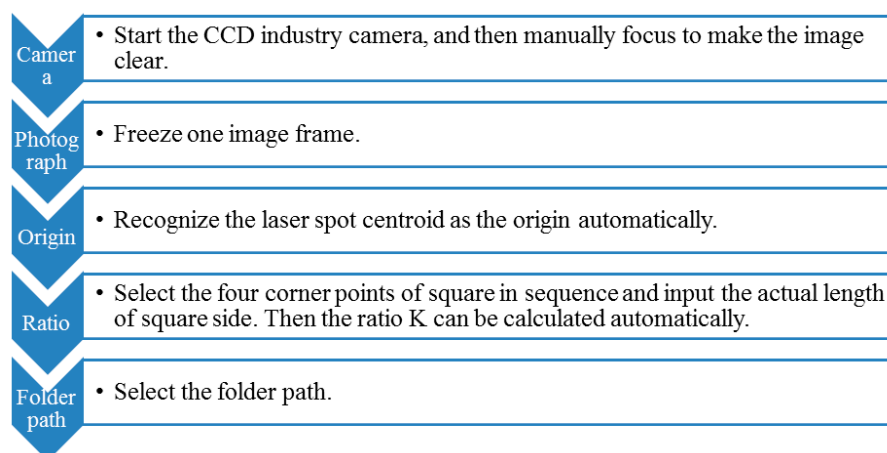 Camer
a
• Start the CCD industry camera, and then manually focus to make the image
clear.
Photog
raph
• Freeze one image frame.
Origin
• Recognize the laser spot centroid as the origin automatically.
Ratio
• Select the four corner points of square in sequence and input the actual length
of square side. Then the ratio K can be calculated automatically.
Folder
path
• Select the folder path.